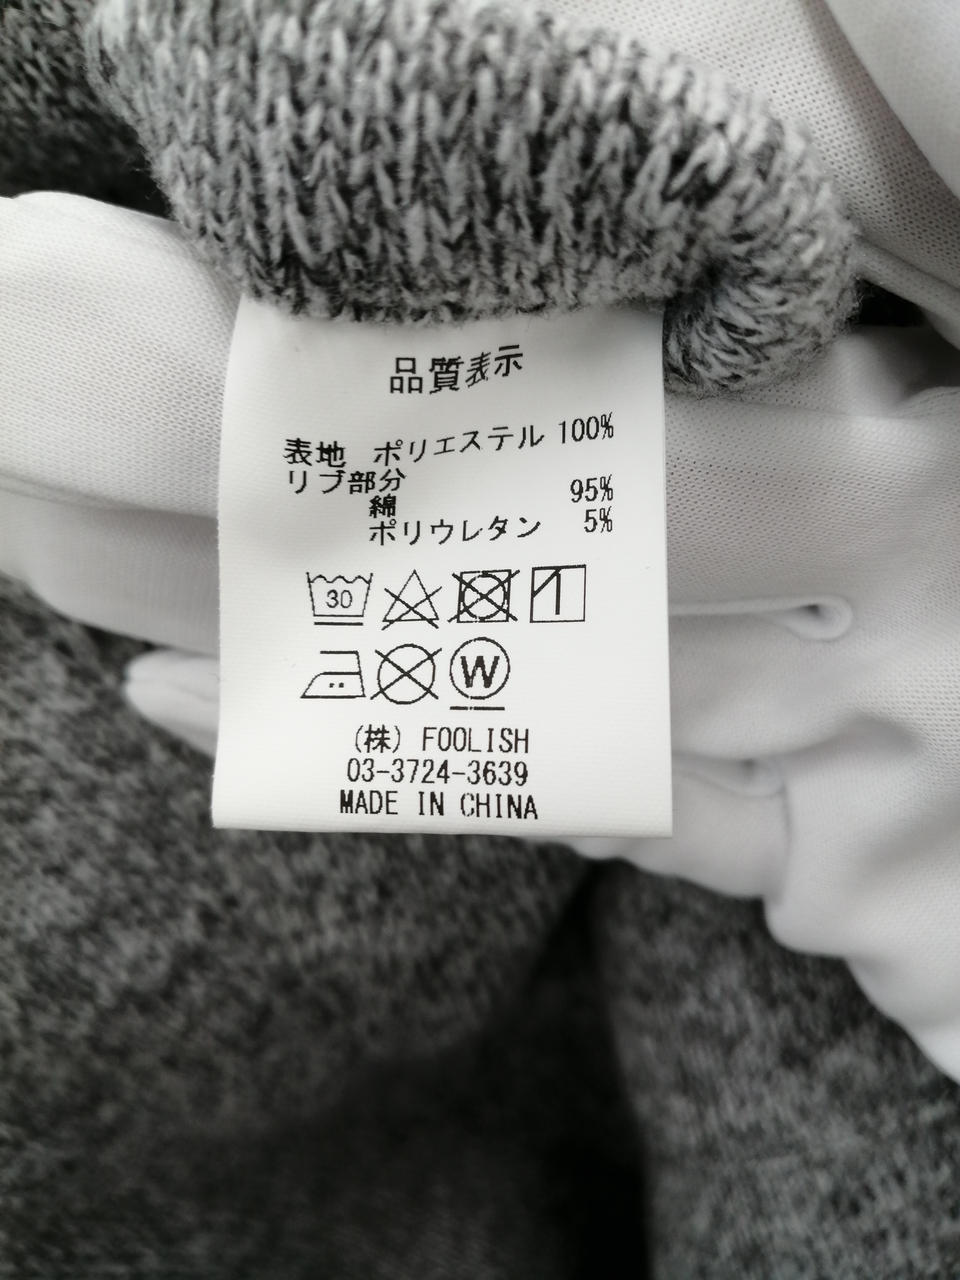 品質表示
表地 ポリエステル 100%
リブ部分
綿 95%
ポリウレタン 5%
30
W
(株) FOOLISH
03-3724-3639
MADE IN CHINA